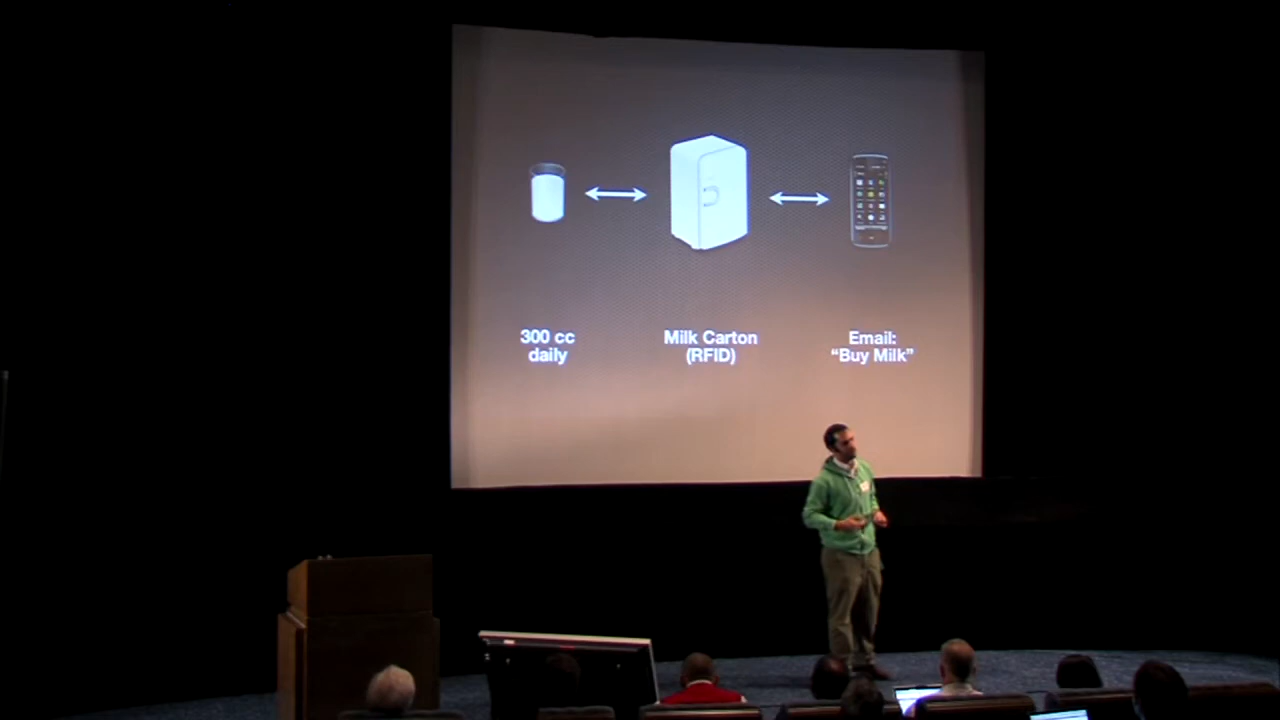 300 cc
daily
Milk Carton
(RFID)
Email:
“Buy Milk”